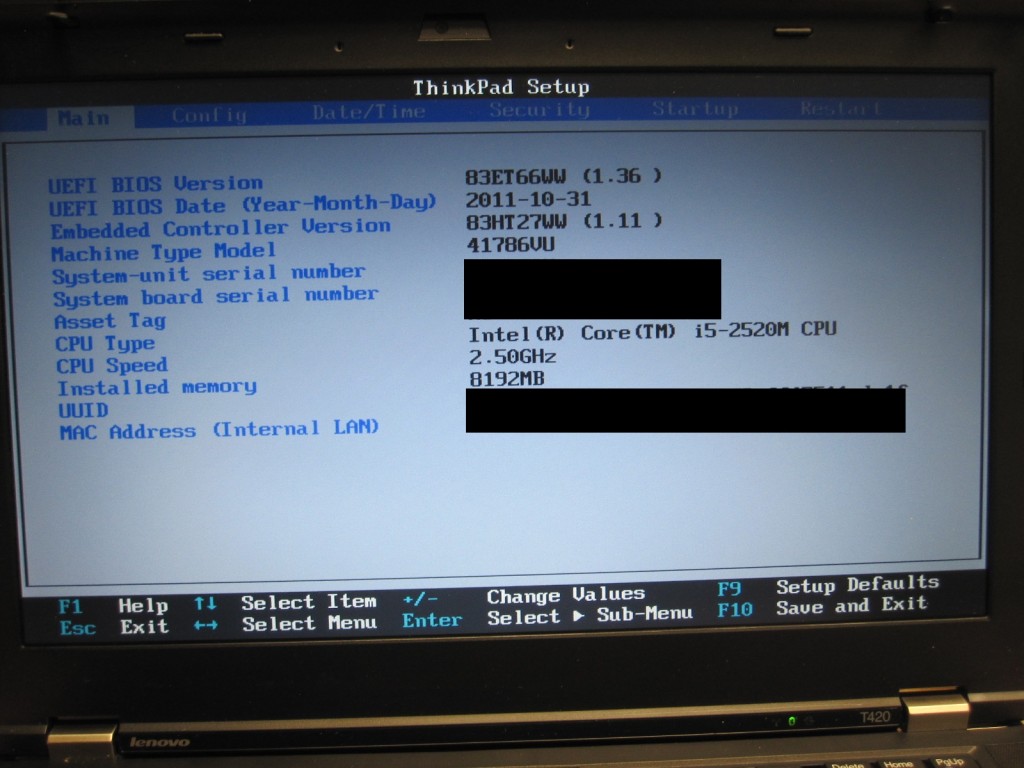 ThinkPad Setup
Main Config Date/Time Security Startup Restart
UEFI BIOS Version 83ET66WW (1.36 )
UEFI BIOS Date (Year-Month-Day) 2011-10-31
Embedded Controller Version 83HT27WW (1.11 )
Machine Type Model 41786VU
System-unit serial number
System board serial number
Asset Tag
CPU Type Intel(R) Core(TM) i5-2520M CPU
CPU Speed 2.50GHz
Installed memory 8192MB
UUID
MAC Address (Internal LAN)
F1 Help ↑↓ Select Item +/- Change Values F9 Setup Defaults
Esc Exit ←→ Select Menu Enter Select ▶ Sub-Menu F10 Save and Exit
T420
lenovo
Delete Home PgUp